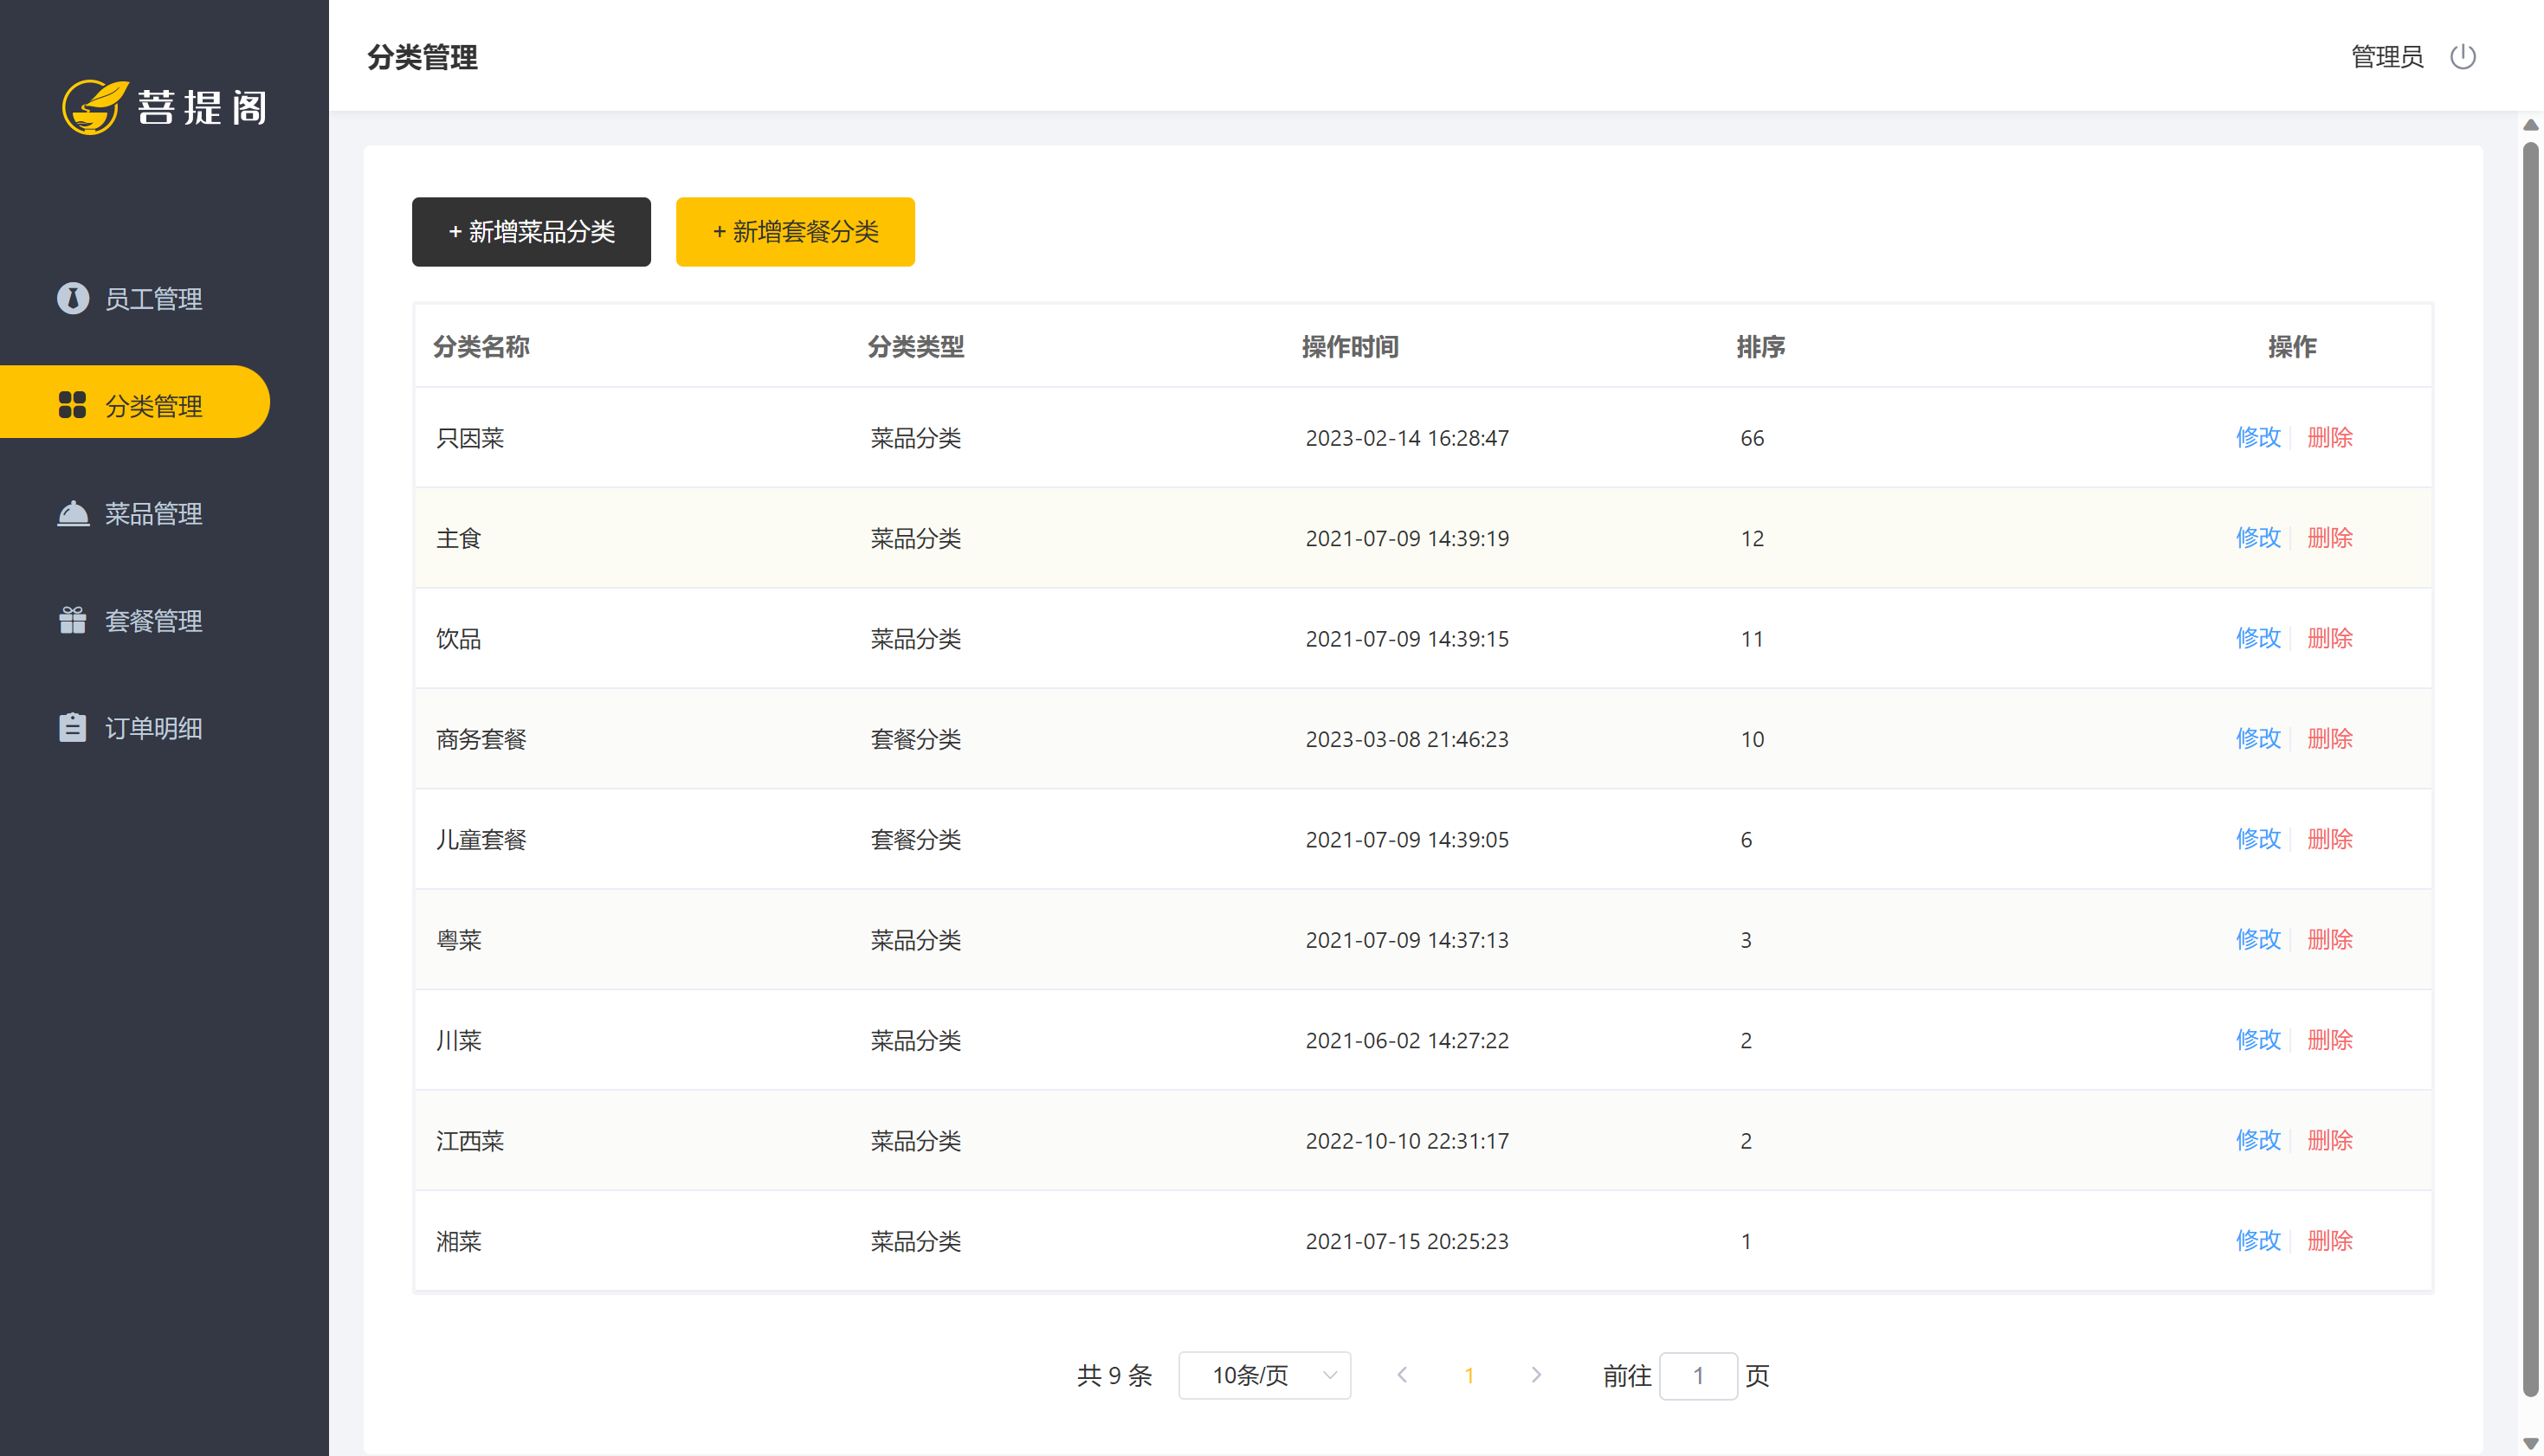 分类管理 管理员
菩提阁
+ 新增菜品分类 + 新增套餐分类
员工管理
分类管理
菜品管理
套餐管理
订单明细
分类名称 分类类型 操作时间 排序 操作
只因菜 菜品分类 2023-02-14 16:28:47 66 修改 删除
主食 菜品分类 2021-07-09 14:39:19 12 修改 删除
饮品 菜品分类 2021-07-09 14:39:15 11 修改 删除
商务套餐 套餐分类 2023-03-08 21:46:23 10 修改 删除
儿童套餐 套餐分类 2021-07-09 14:39:05 6 修改 删除
粤菜 菜品分类 2021-07-09 14:37:13 3 修改 删除
川菜 菜品分类 2021-06-02 14:27:22 2 修改 删除
江西菜 菜品分类 2022-10-10 22:31:17 2 修改 删除
湘菜 菜品分类 2021-07-15 20:25:23 1 修改 删除
共 9 条 10条/页 1 前往 1 页